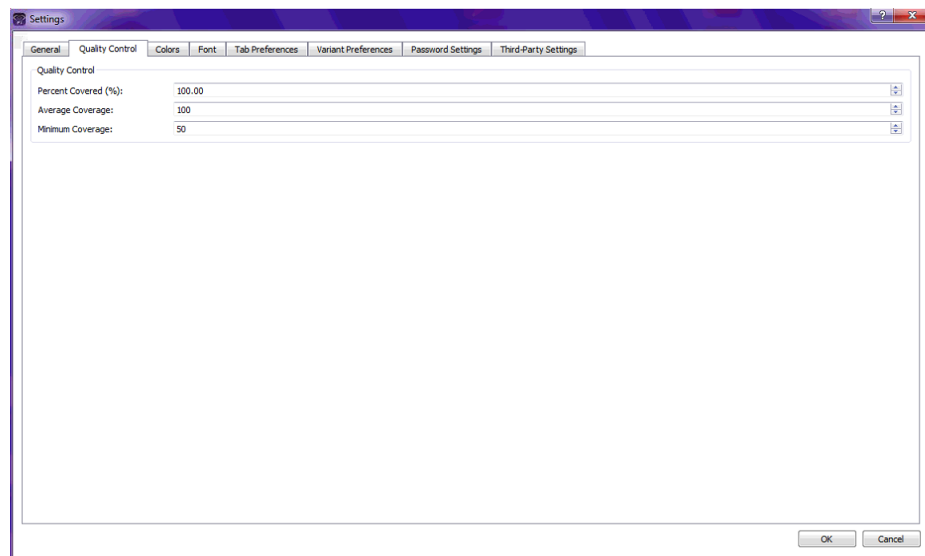 Settings
General Quality Control Colors Font Tab Preferences Variant Preferences Password Settings Third-Party Settings
Quality Control
Percent Covered (%): 100.00
Average Coverage: 100
Minimum Coverage: 50
OK Cancel